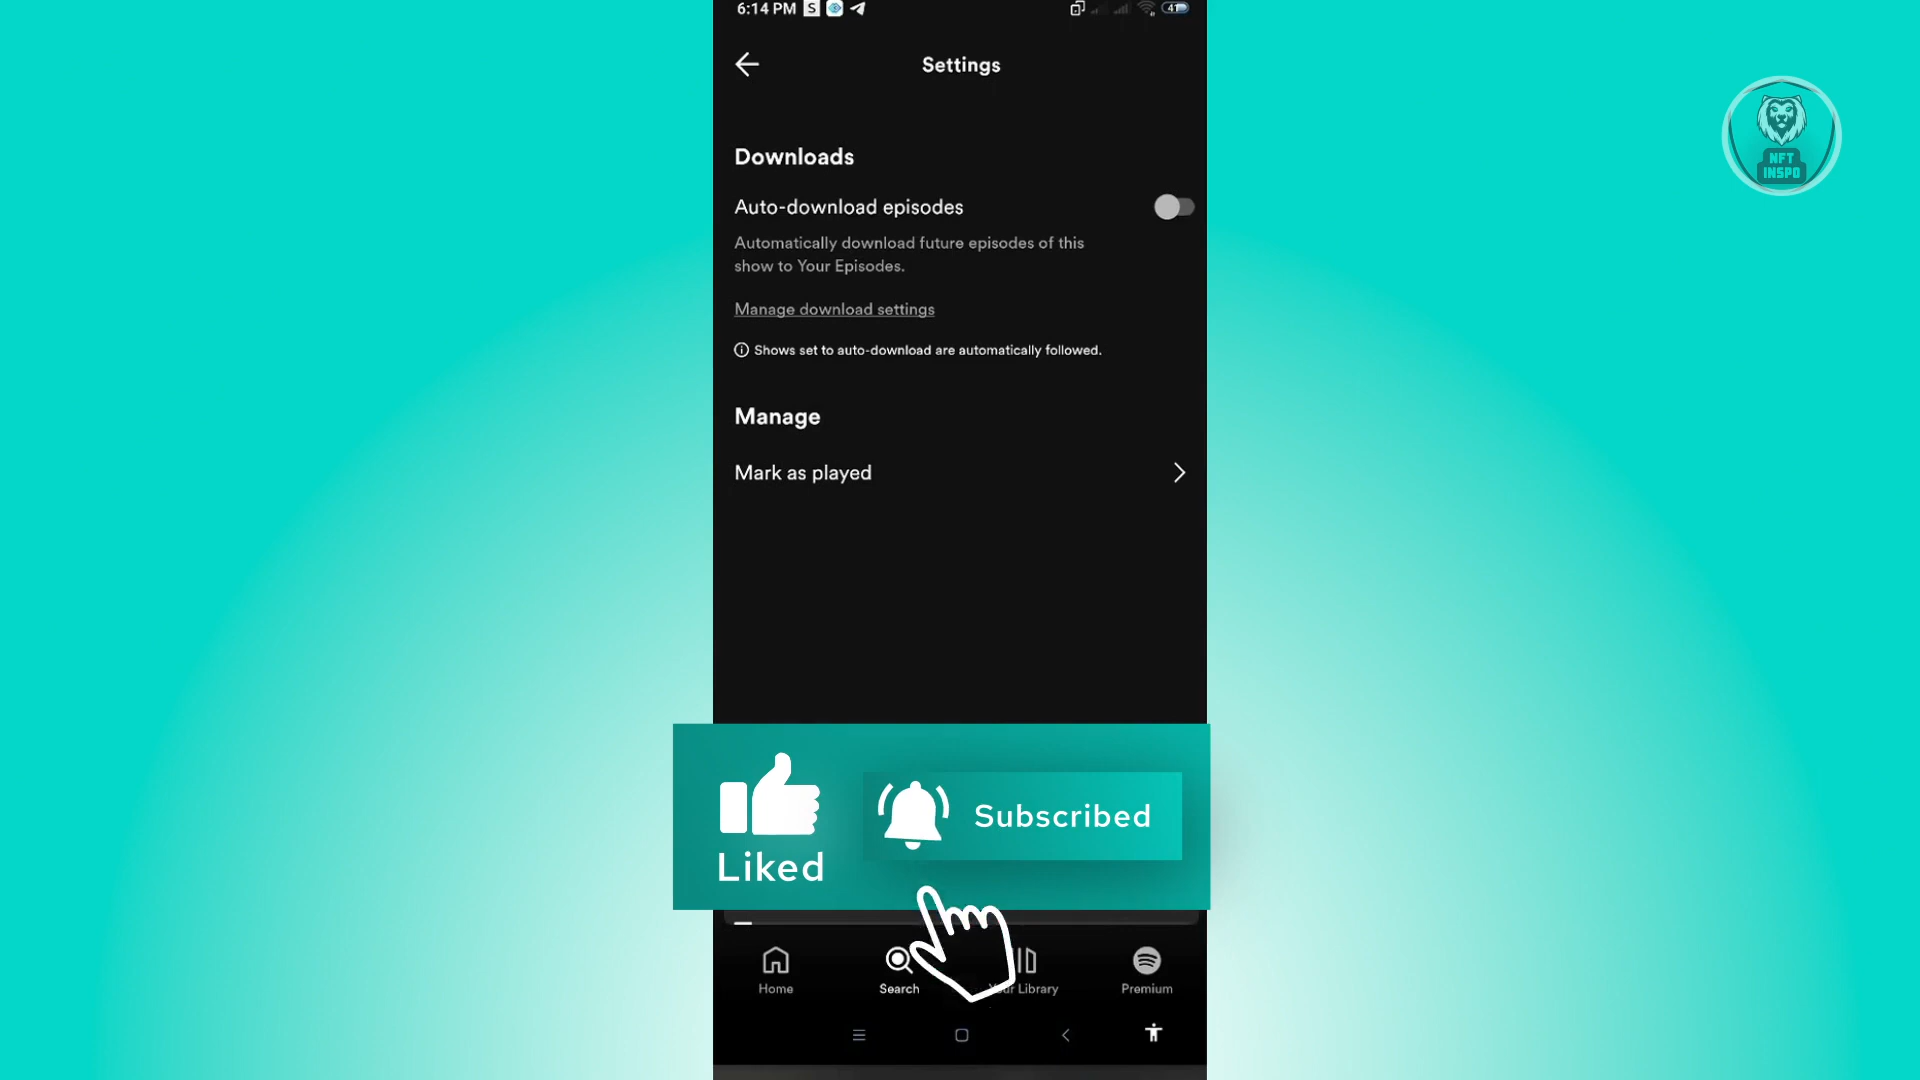 6:14 PM S
41
Settings
NFT
INSPO
Downloads
Auto-download episodes
Automatically download future episodes of this
show to Your Episodes.
Manage download settings
Shows set to auto-download are automatically followed.
Manage
Mark as played
Liked
Subscribed
Home
Search
Your Library
Premium